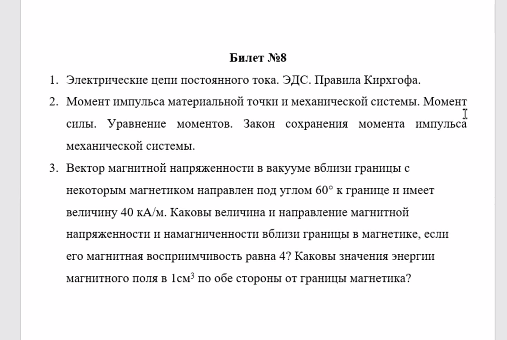 Билет №8
1. Электрические цепи постоянного тока. ЭДС. Правила Кирхгофа.
2. Момент импульса материальной точки и механической системы. Момент
силы. Уравнение моментов. Закон сохранения момента импульса
механической системы.
3. Вектор магнитной напряженности в вакууме вблизи границы с
некоторым магнетиком направлен под углом 60° к границе и имеет
величину 40 кА/м. Каковы величина и направление магнитной
напряженности и намагниченности вблизи границы в магнетике, если
его магнитная восприимчивость равна 4? Каковы значения энергии
магнитного поля в 1см³ по обе стороны от границы магнетика?